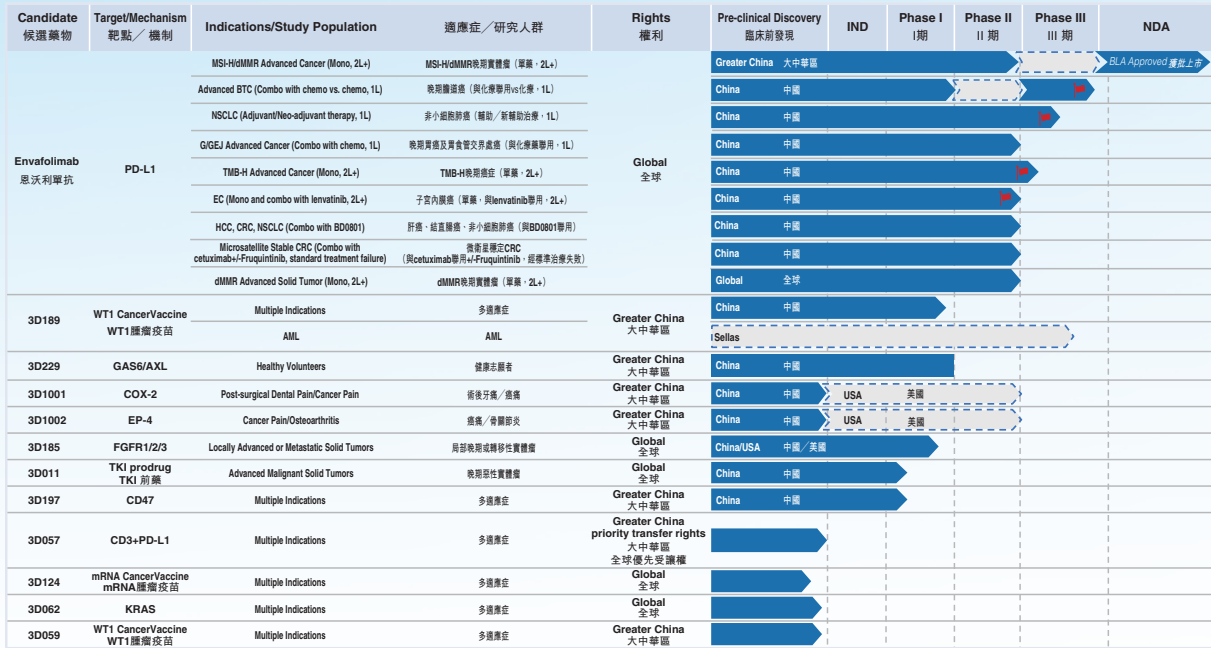 Candidate
候選藥物
Target/Mechanism
靶點╱ 機制
Indications/Study Population
適應症╱研究人群
Rights
權利
Pre-clinical Discovery
臨床前發現
IND
Phase I
I期
Phase II
II 期
Phase III
III 期
NDA
Envafolimab
恩沃利單抗
PD-L1
Global
全球
MSI-H/dMMR Advanced Cancer (Mono, 2L+)
MSI-H/dMMR晚期實體瘤（單藥，2L+）
Greater China 大中華區
BLA Approved 獲批上市
Advanced BTC (Combo with chemo vs. chemo, 1L)
晚期膽道癌（與化療聯用vs化療，1L）
China 中國
NSCLC (Adjuvant/Neo-adjuvant therapy, 1L)
非小細胞肺癌（輔助╱新輔助治療，1L）
China 中國
G/GEJ Advanced Cancer (Combo with chemo, 1L)
晚期胃癌及胃食管交界處癌（與化療藥聯用，1L）
China 中國
TMB-H Advanced Cancer (Mono, 2L+)
TMB-H晚期癌症（單藥，2L+）
China 中國
EC (Mono and combo with lenvatinib, 2L+)
子宮內膜癌（單藥，與lenvatinib聯用，2L+）
China 中國
HCC, CRC, NSCLC (Combo with BD0801)
肝癌、結直腸癌、非小細胞肺癌（與BD0801聯用）
China 中國
Microsatellite Stable CRC (Combo with
cetuximab+/-Fruquintinib, standard treatment failure)
微衛星穩定CRC
（與cetuximab聯用+/-Fruquintinib，經標準治療失敗）
China 中國
dMMR Advanced Solid Tumor (Mono, 2L+)
dMMR晚期實體瘤（單藥，2L+）
Global 全球
3D189
WT1 CancerVaccine
WT1腫瘤疫苗
Multiple Indications
多適應症
Greater China
大中華區
China 中國
AML
AML
Sellas
3D229
GAS6/AXL
Healthy Volunteers
健康志願者
Greater China
大中華區
China 中國
3D1001
COX-2
Post-surgical Dental Pain/Cancer Pain
術後牙痛╱癌痛
Greater China
大中華區
China 中國
USA 美國
3D1002
EP-4
Cancer Pain/Osteoarthritis
癌痛╱骨關節炎
Greater China
大中華區
China 中國
USA 美國
3D185
FGFR1/2/3
Locally Advanced or Metastatic Solid Tumors
局部晚期或轉移性實體瘤
Global
全球
China/USA 中國╱美國
3D011
TKI prodrug
TKI 前藥
Advanced Malignant Solid Tumors
晚期惡性實體瘤
Global
全球
China 中國
3D197
CD47
Multiple Indications
多適應症
Greater China
大中華區
China 中國
3D057
CD3+PD-L1
Multiple Indications
多適應症
Greater China
priority transfer rights
大中華區
全球優先受讓權
3D124
mRNA CancerVaccine
mRNA腫瘤疫苗
Multiple Indications
多適應症
Global
全球
3D062
KRAS
Multiple Indications
多適應症
Global
全球
3D059
WT1 CancerVaccine
WT1腫瘤疫苗
Multiple Indications
多適應症
Greater China
大中華區